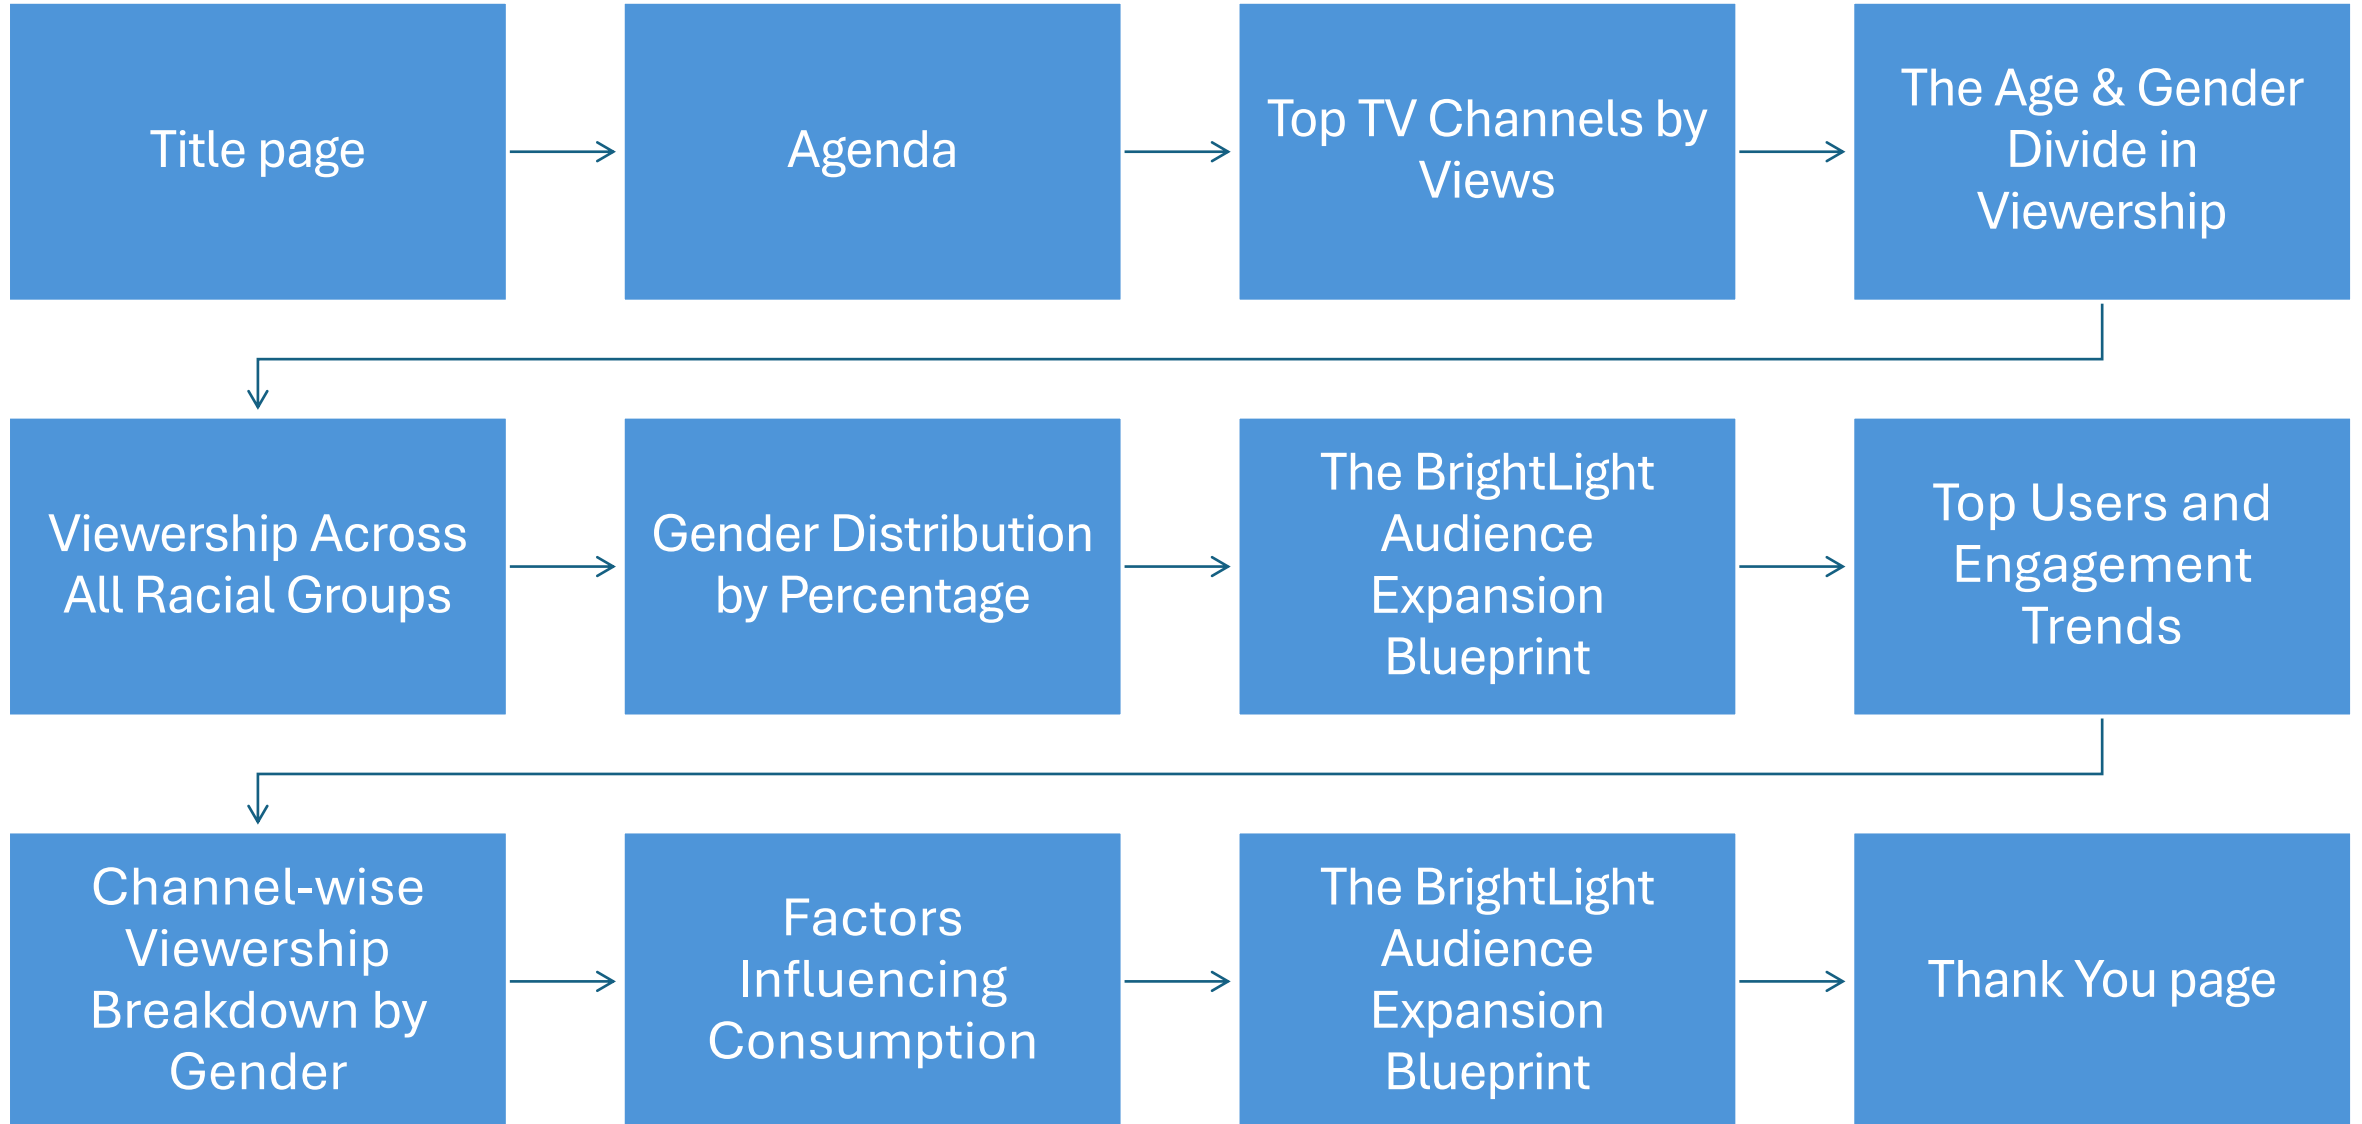 Title page
Agenda
Top TV Channels by
Views
The Age & Gender
Divide in
Viewership
Viewership Across
All Racial Groups
Gender Distribution
by Percentage
The BrightLight
Audience
Expansion
Blueprint
Top Users and
Engagement
Trends
Channel-wise
Viewership
Breakdown by
Gender
Factors
Influencing
Consumption
The BrightLight
Audience
Expansion
Blueprint
Thank You page